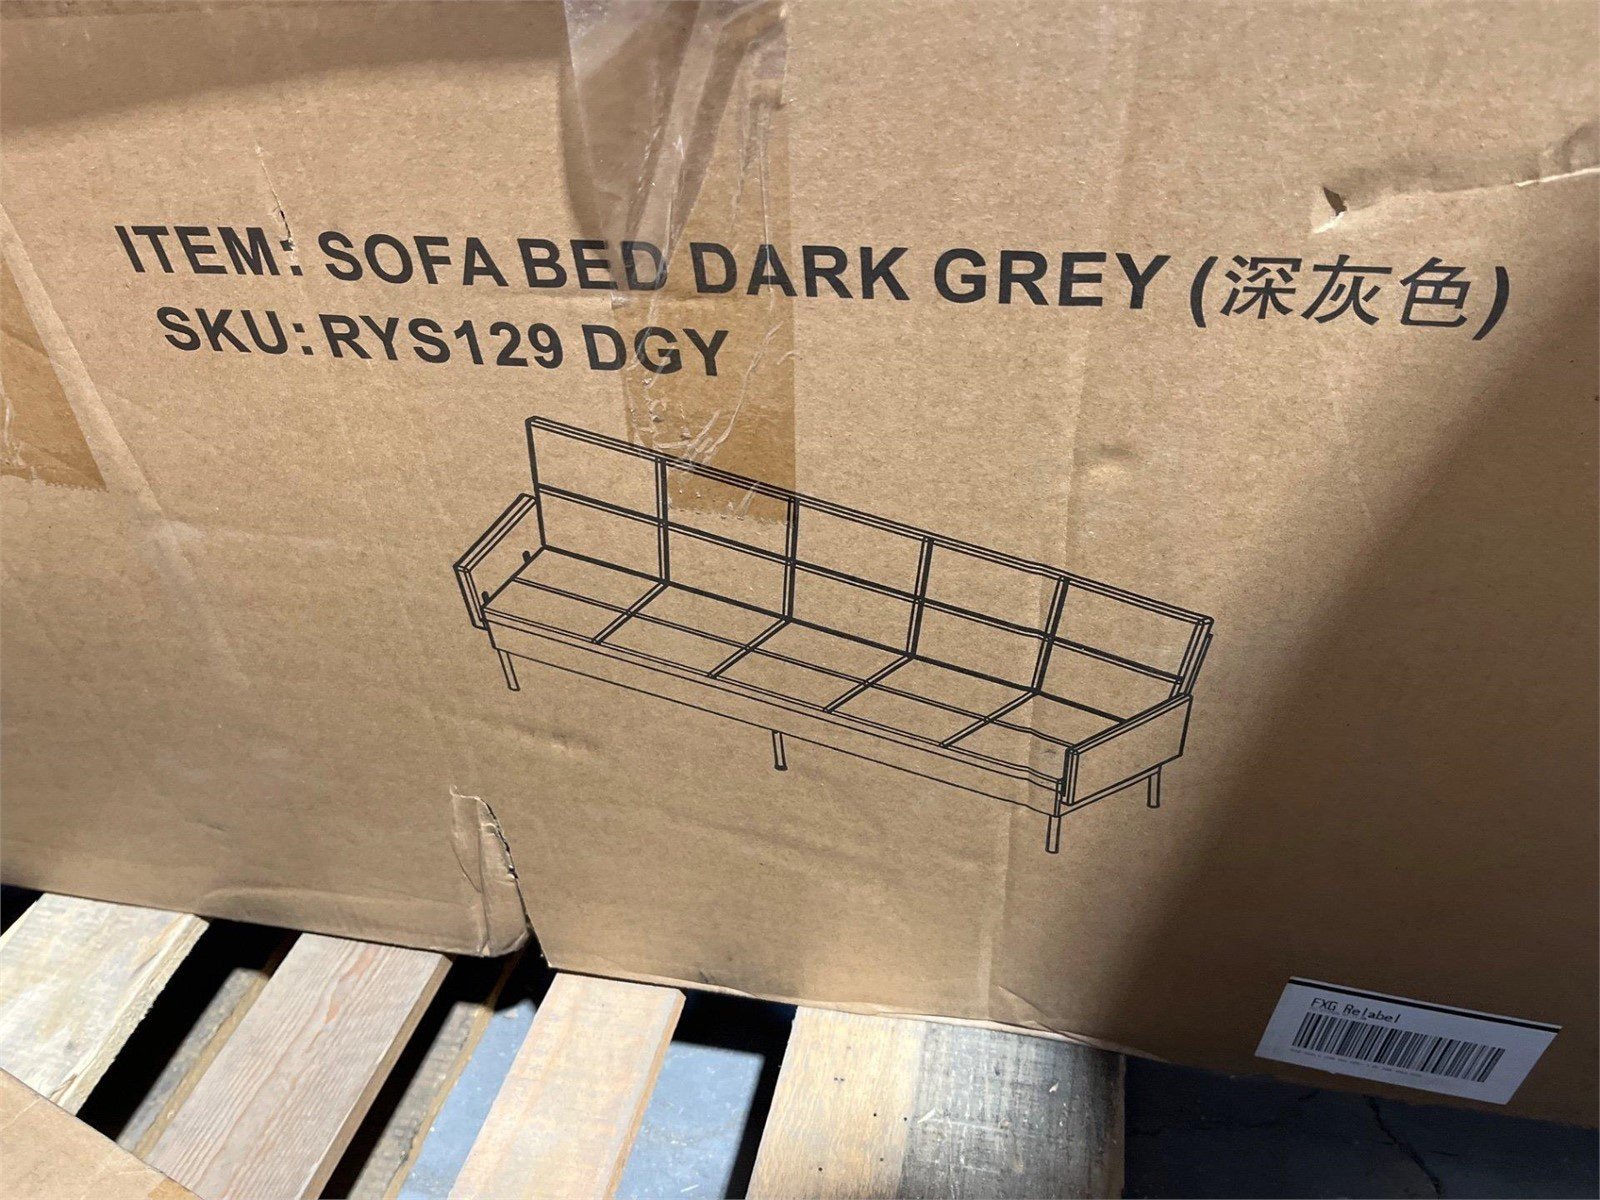 ITEM: SOFA BED DARK GREY (深灰色)
SKU: RYS129 DGY
FXG Relabel